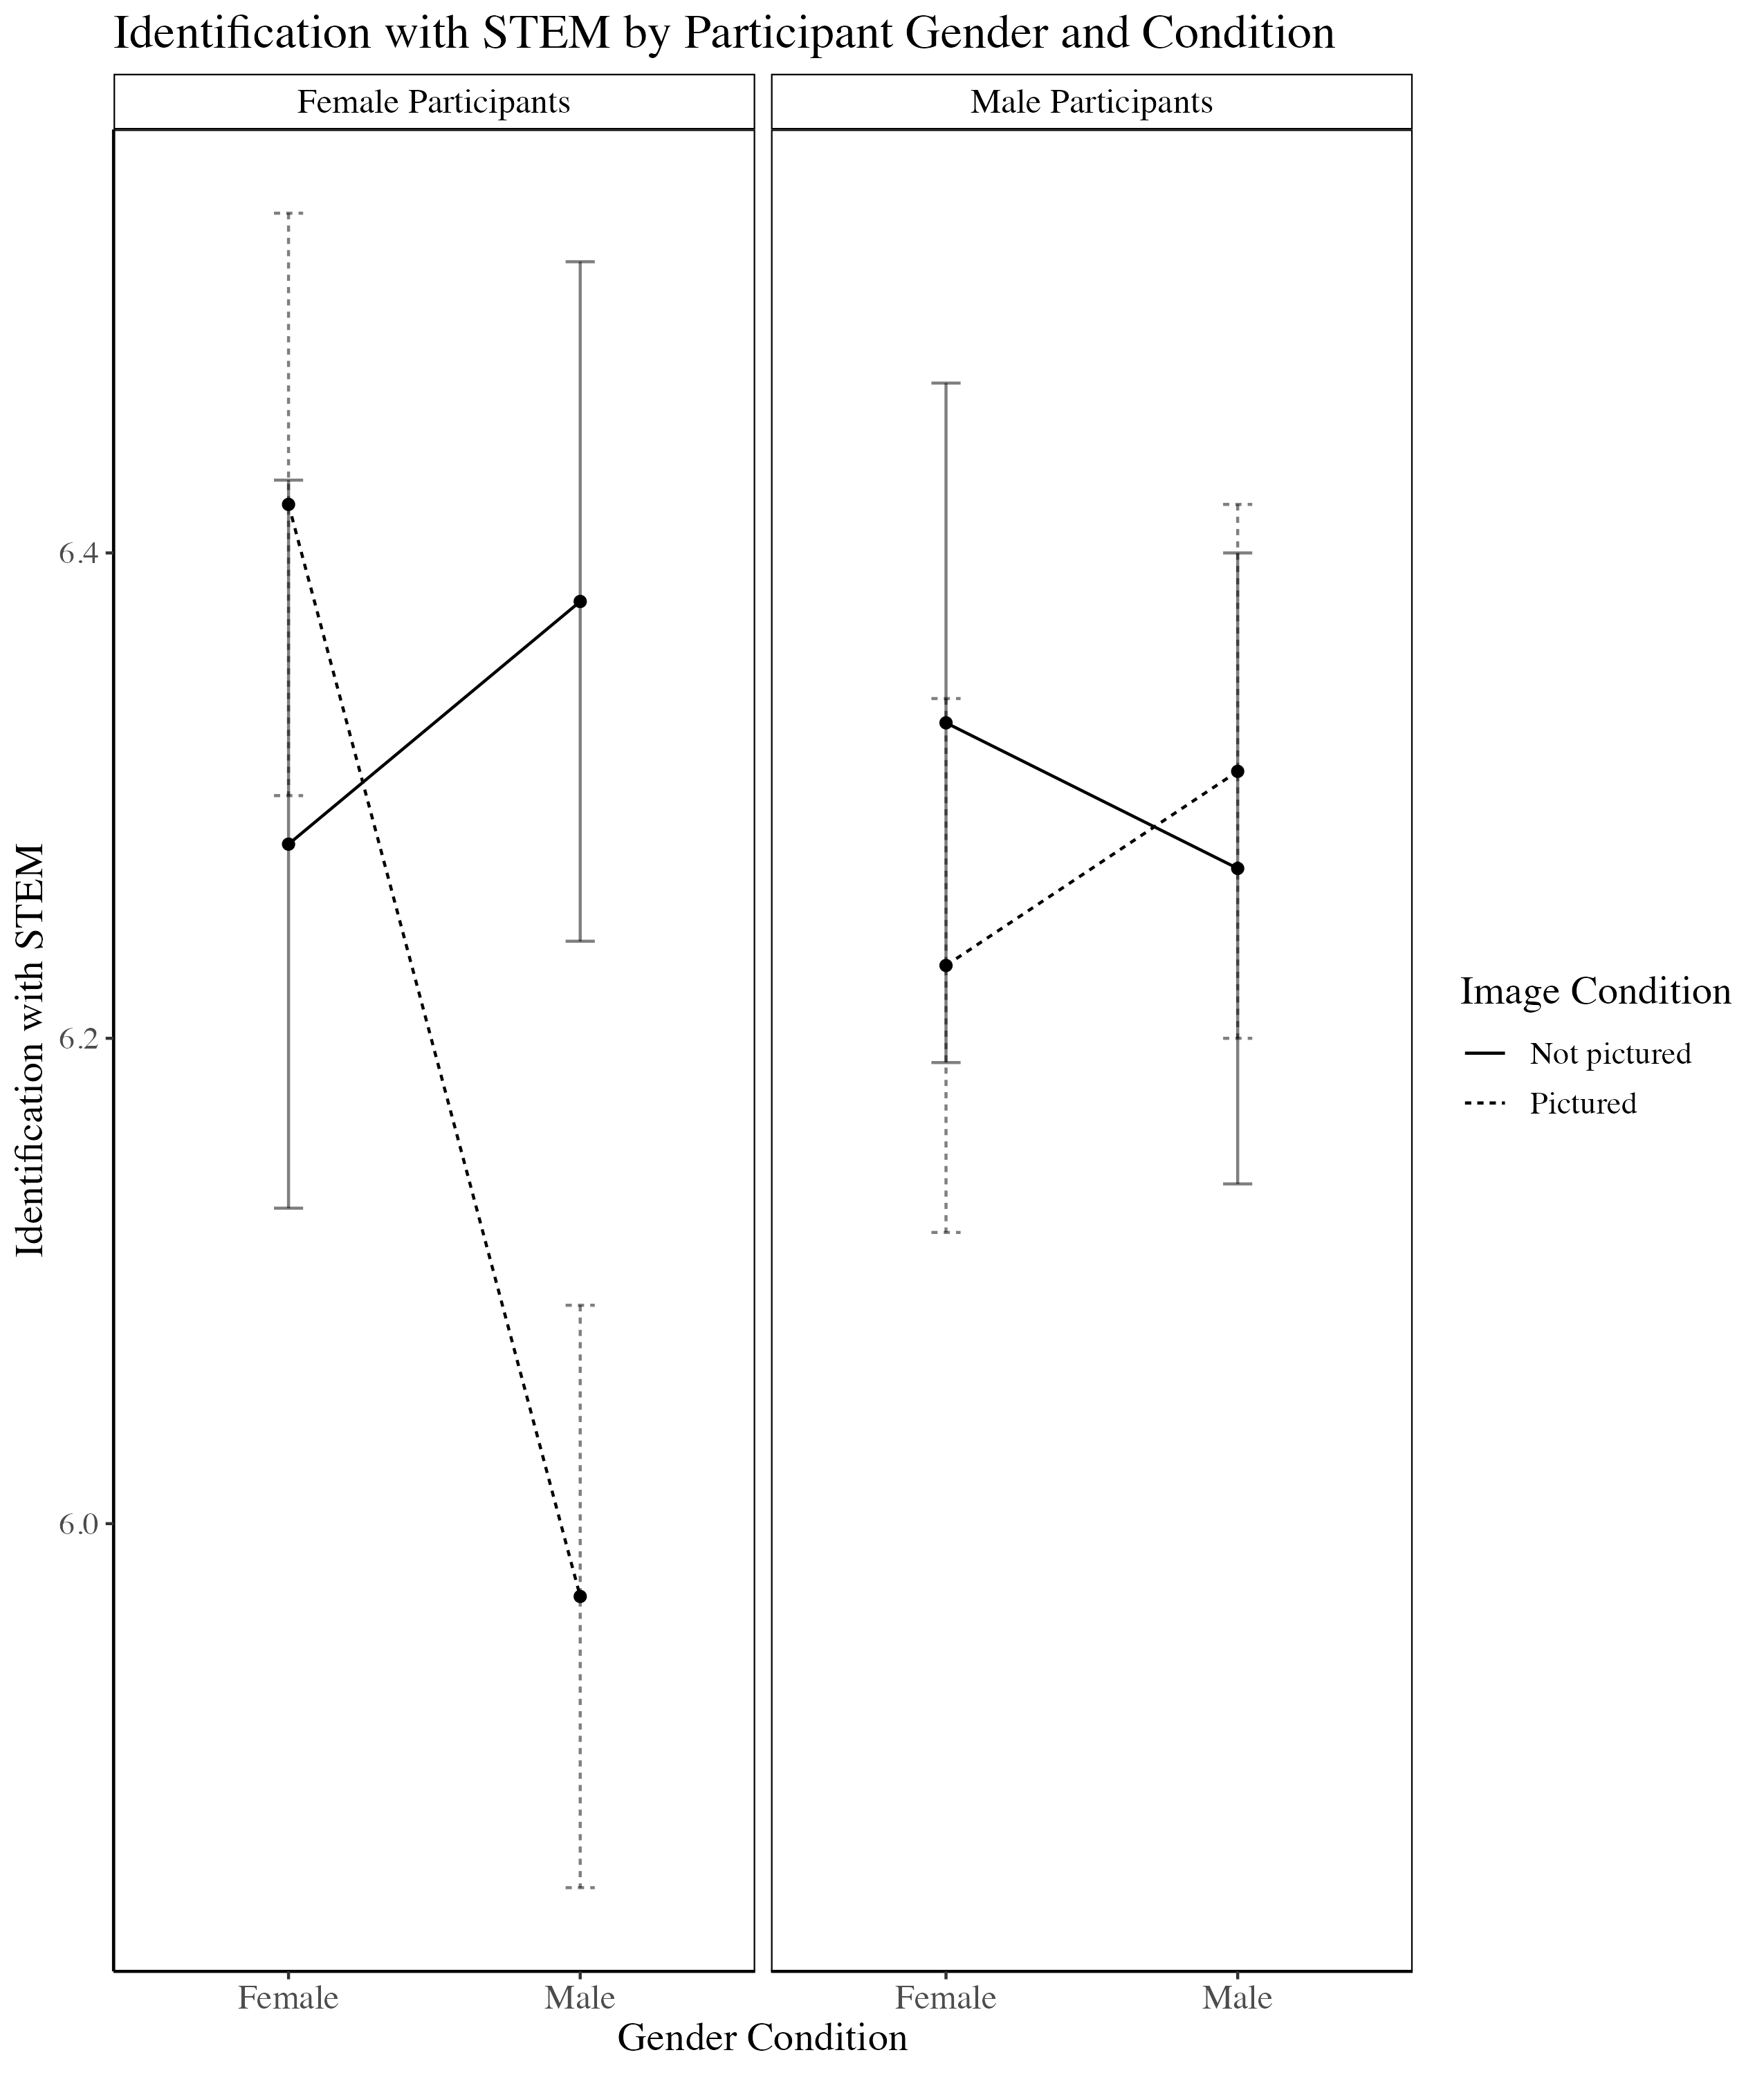 Identification with STEM by Participant Gender and Condition
Female Participants
Male Participants
Identification with STEM
6.4
6.2
6.0
Female
Male
Female
Male
Gender Condition
Image Condition
Not pictured
Pictured